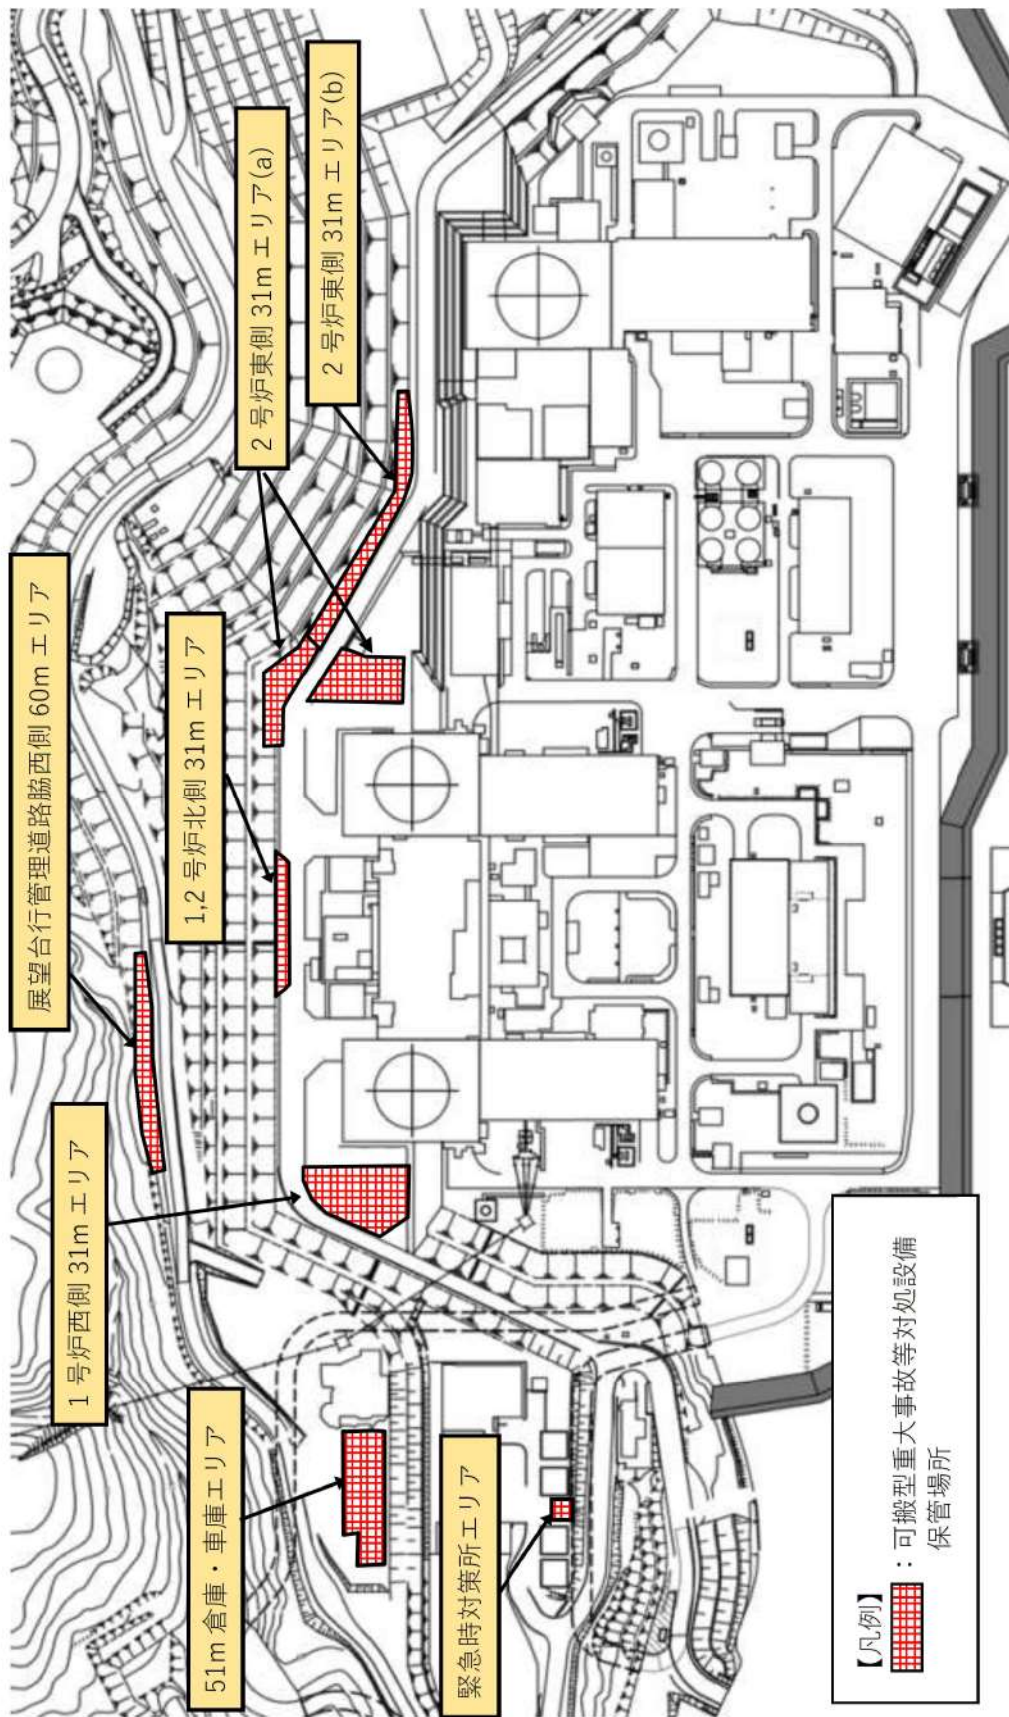 展望台行管理道路脇西側 60m エリア
1 号炉西側 31m エリア
1,2 号炉北側 31m エリア
2 号炉東側 31m エリア(a)
2 号炉東側 31m エリア(b)
51m 倉庫・車庫エリア
緊急時対策所エリア
【凡例】
：可搬型重大事故等対処設備
保管場所